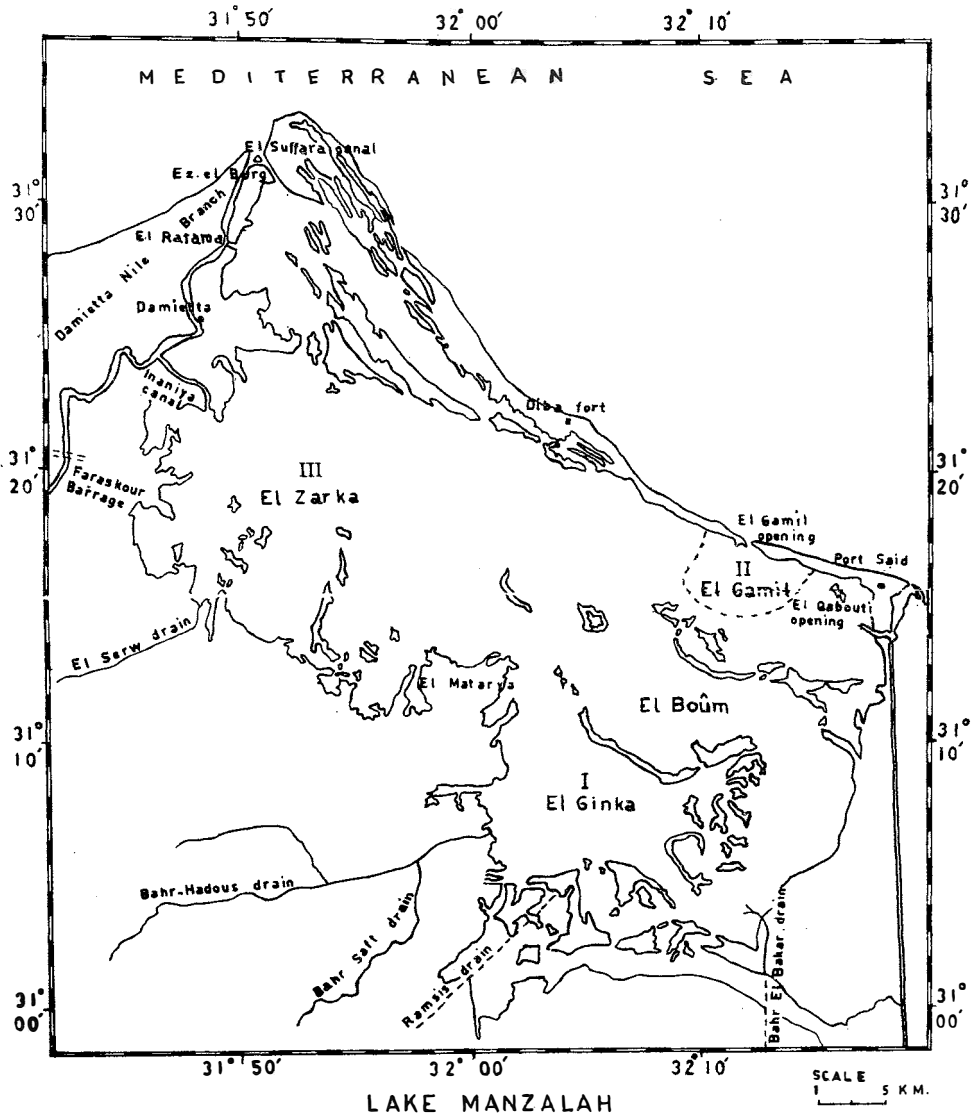 31° 50′ 32° 00′ 32° 10′
MEDITERRANEAN SEA
El Suffara canal
Ez. el Borg
31° 30′
31° 30′
Damietta Nile Branch
El Ratama
Damietta
Inaniya
canal
Diba fort
31° 20′
31° 20′
Faraskour
Barrage
III
El Zarka
El Gamil
opening
Port Said
II
El Gamil
El Qabouti
opening
El Serw drain
El Matarya
El Boûm
31° 10′
31° 10′
I
El Ginka
Bahr-Hadous drain
Bahr Saft drain
Ramsis drain
Bahr El Bakar drain
31° 00′
31° 00′
31° 50′ 32° 00′ 32° 10′
SCALE
1 5 KM.
LAKE MANZALAH